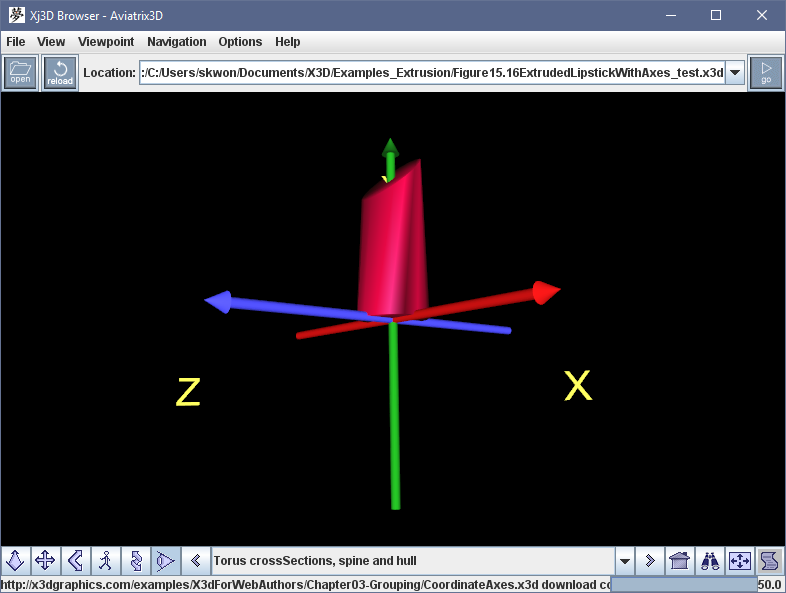 夢 Xj3D Browser - Aviatrix3D
File View Viewpoint Navigation Options Help
open reload Location: :/C:/Users/skwon/Documents/X3D/Examples_Extrusion/Figure15.16ExtrudedLipstickWithAxes_test.x3d go
Z X
Torus crossSections, spine and hull
http://x3dgraphics.com/examples/X3dForWebAuthors/Chapter03-Grouping/CoordinateAxes.x3d download co 50.0